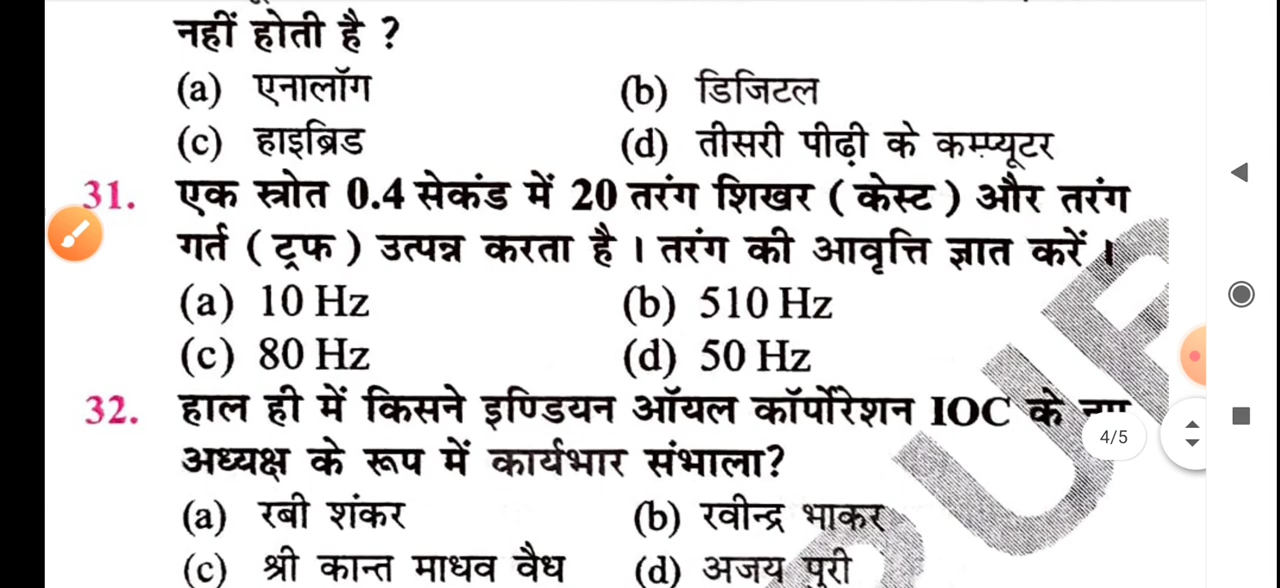 नहीं होती है ?
(a) एनालॉग (b) डिजिटल
(c) हाइब्रिड (d) तीसरी पीढ़ी के कम्प्यूटर
31. एक स्त्रोत 0.4 सेकंड में 20 तरंग शिखर ( क्रेस्ट ) और तरंग
गर्त ( ट्रफ ) उत्पन्न करता है । तरंग की आवृत्ति ज्ञात करें ।
(a) 10 Hz (b) 510 Hz
(c) 80 Hz (d) 50 Hz
32. हाल ही में किसने इण्डियन ऑयल कॉर्पोरेशन IOC के
4/5
अध्यक्ष के रूप में कार्यभार संभाला?
(a) रबी शंकर (b) रवीन्द्र भाकर
(c) श्री कान्त माधव वैध (d) अजय पुरी